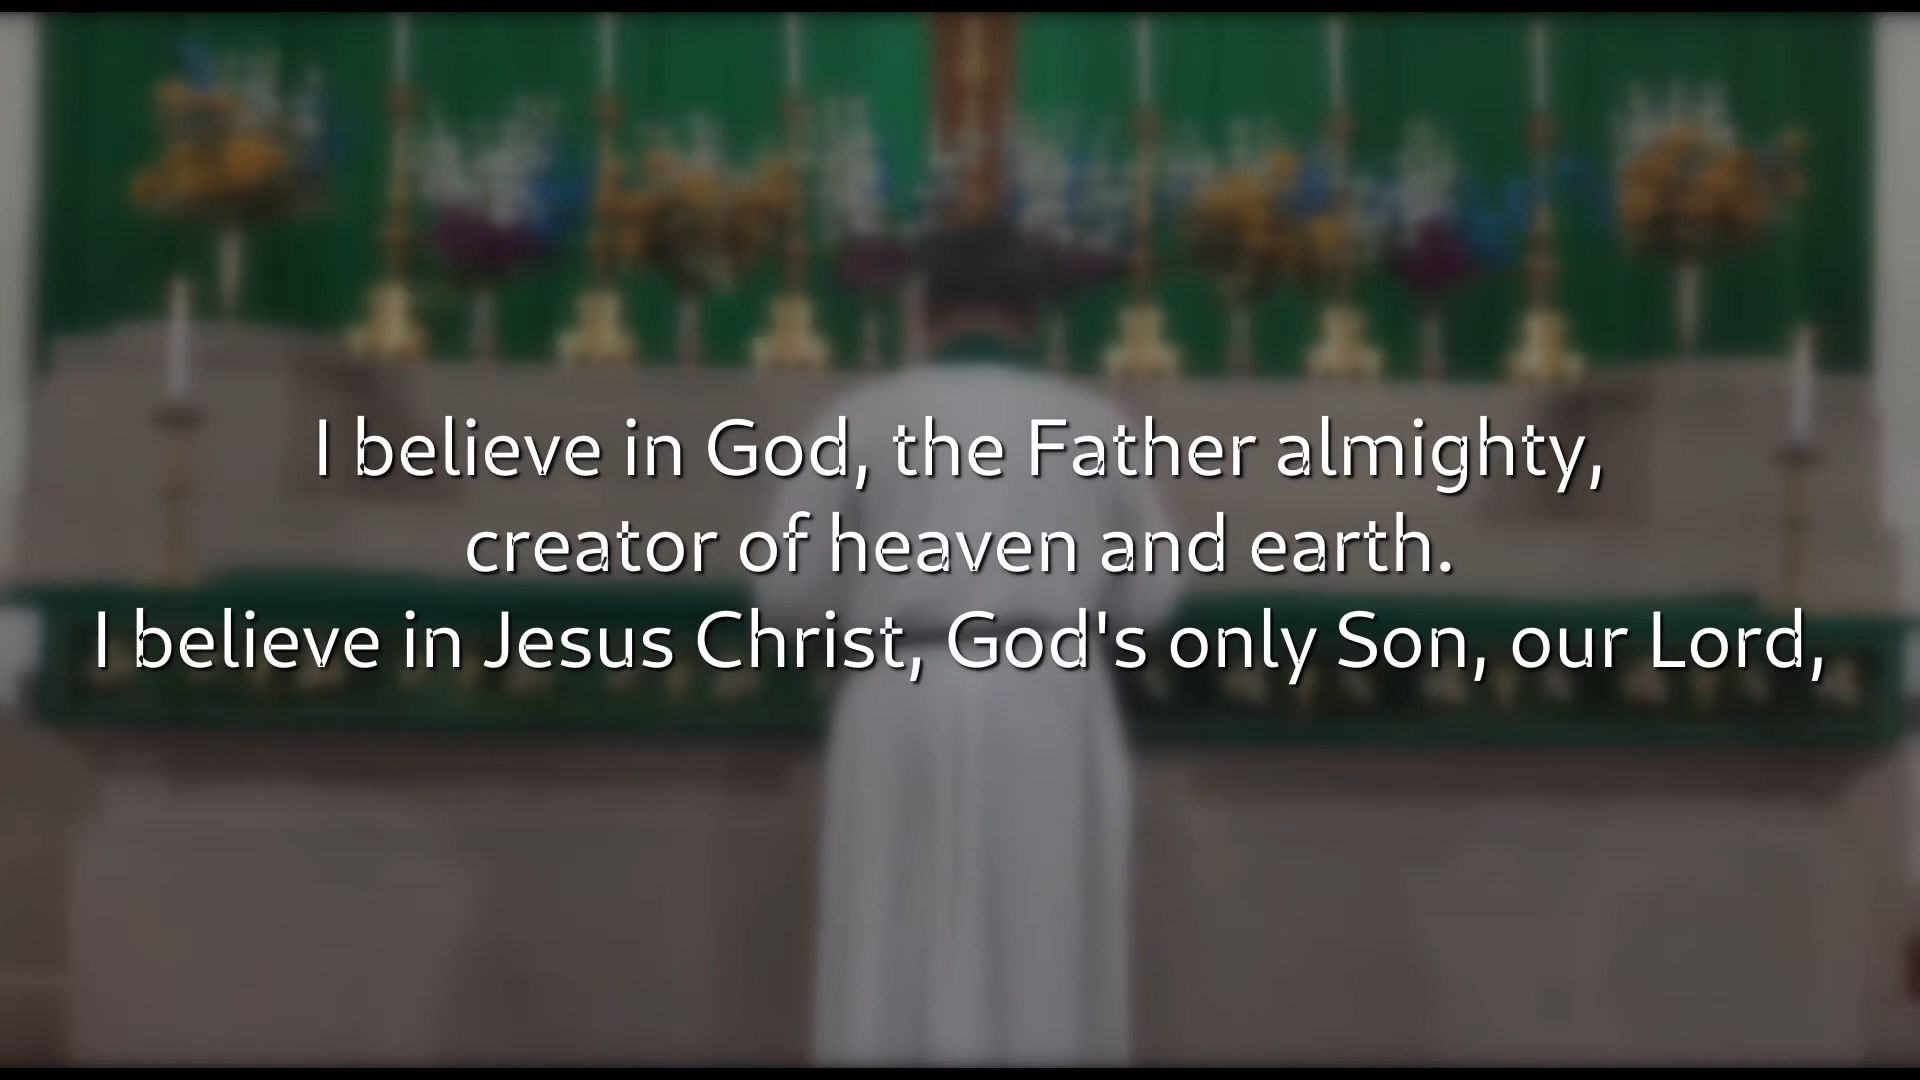 I believe in God, the Father almighty,
creator of heaven and earth.
I believe in Jesus Christ, God's only Son, our Lord,